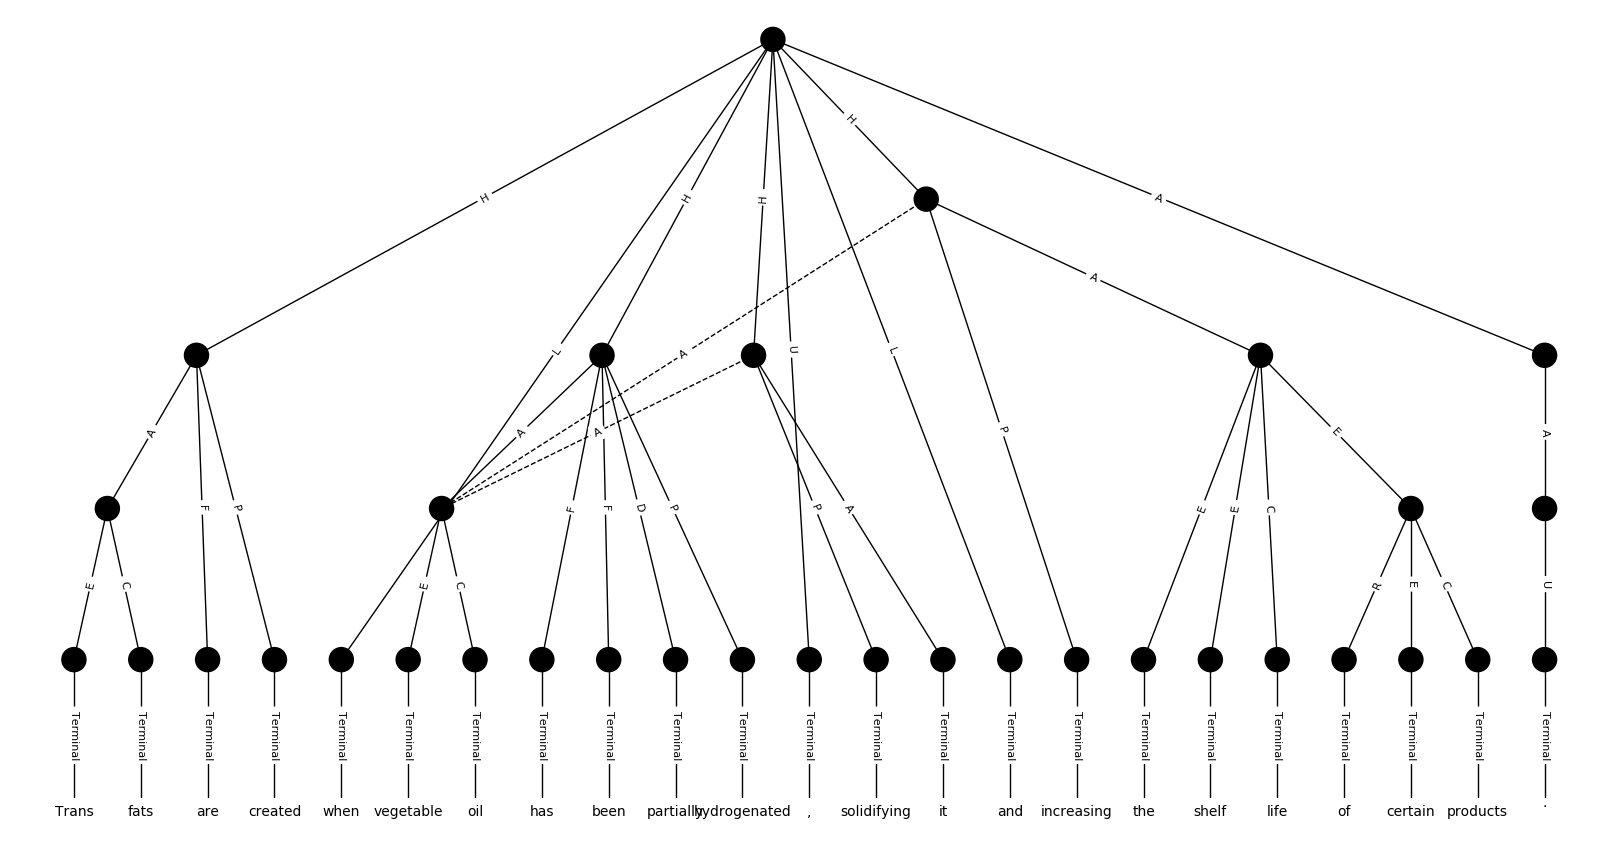 H
H
A
H
H
A
L
H
U
L
A
A
A
A
A
P
E
A
F
P
F
F
D
P
P
A
E
E
C
E
C
E
C
R
E
C
U
Terminal Terminal Terminal Terminal Terminal Terminal Terminal Terminal Terminal Terminal Terminal Terminal Terminal Terminal Terminal Terminal Terminal Terminal Terminal Terminal Terminal Terminal Terminal
Trans fats are created when vegetable oil has been partially hydrogenated , solidifying it and increasing the shelf life of certain products .